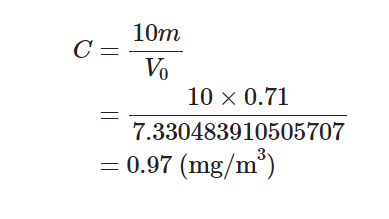 C = 10m / V₀
= 10 × 0.71 / 7.330483910505707
= 0.97 (mg/m³)